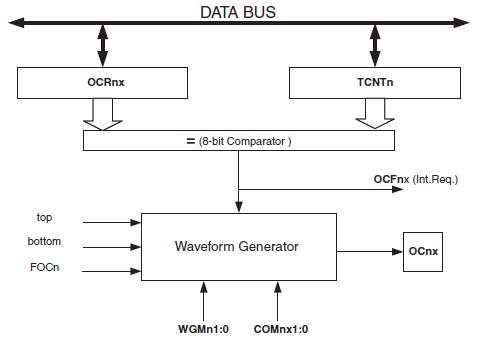 DATA BUS
OCRnx
TCNTn
= (8-bit Comparator )
OCFnx (Int.Req.)
top
bottom
FOCn
Waveform Generator
OCnx
WGMn1:0
COMnx1:0